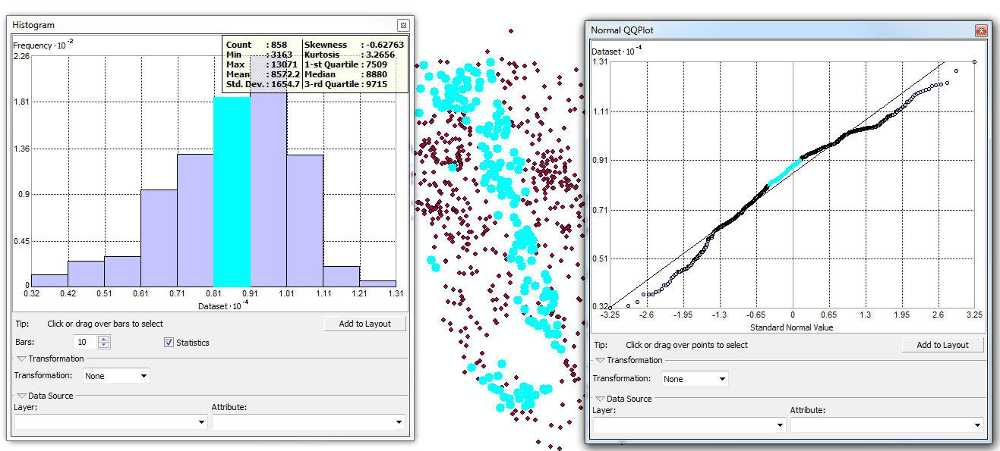 Histogram
Frequency · 10 -2
Count : 858 Skewness : -0.62763
Min : 3163 Kurtosis : 3.2656
Max : 13071 1-st Quartile : 7509
Mean : 8572.2 Median : 8880
Std. Dev. : 1654.7 3-rd Quartile : 9715
2.26
1.81
1.36
0.9
0.45
0
0.32 0.42 0.51 0.61 0.71 0.81 0.91 1.01 1.11 1.21 1.31
Dataset · 10 -4
Tip: Click or drag over bars to select Add to Layout
Bars: 10 Statistics
Transformation
Transformation: None
Data Source
Layer: Attribute:
Normal QQPlot
Dataset · 10 -4
1.31
1.11
0.91
0.71
0.51
0.32
-3.25 -2.6 -1.95 -1.3 -0.65 0 0.65 1.3 1.95 2.6 3.25
Standard Normal Value
Tip: Click or drag over points to select Add to Layout
Transformation
Transformation: None
Data Source
Layer: Attribute: